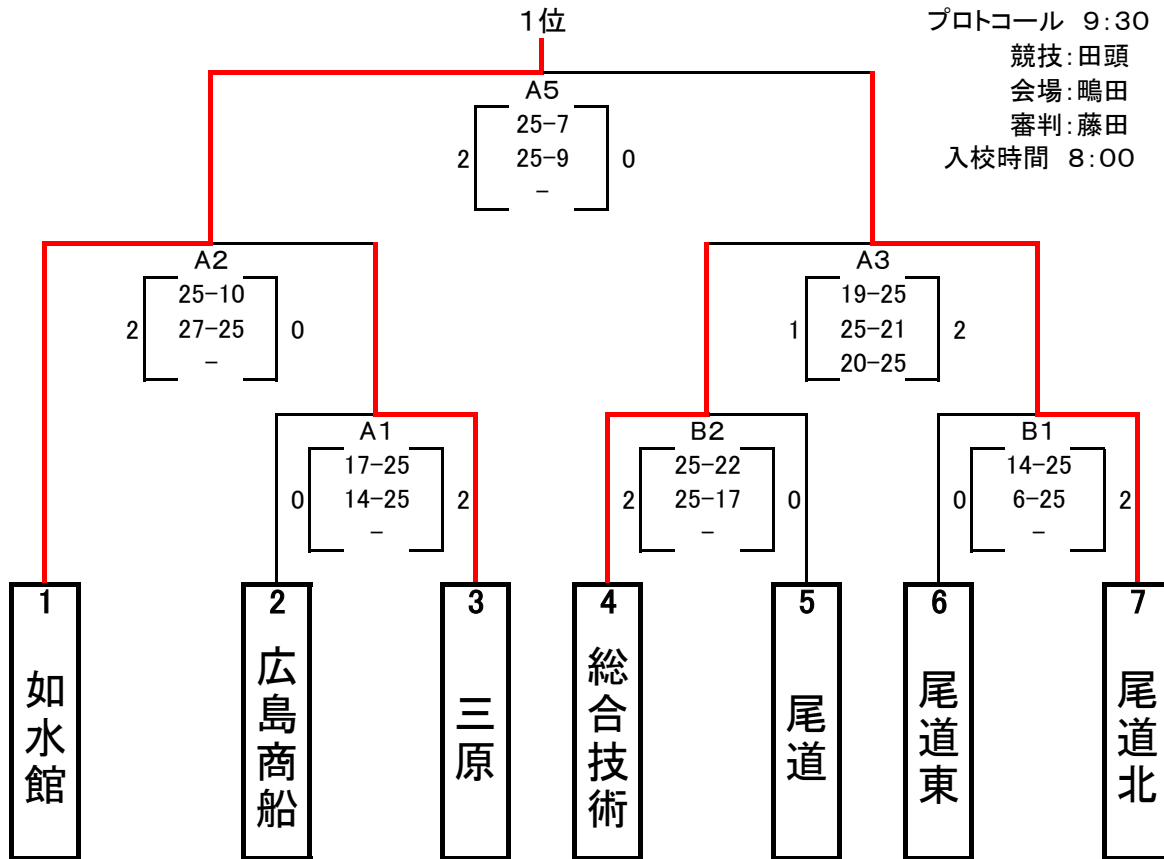 1位
プロトコール 9:30
競技:田頭
会場:鴫田
審判:藤田
入校時間 8:00
A5
25-7
2 25-9 0
-
A2
25-10
2 27-25 0
-
A3
19-25
1 25-21 2
20-25
A1
17-25
0 14-25 2
-
B2
25-22
2 25-17 0
-
B1
14-25
0 6-25 2
-
1
如水館
2
広島商船
3
三原
4
総合技術
5
尾道
6
尾道東
7
尾道北